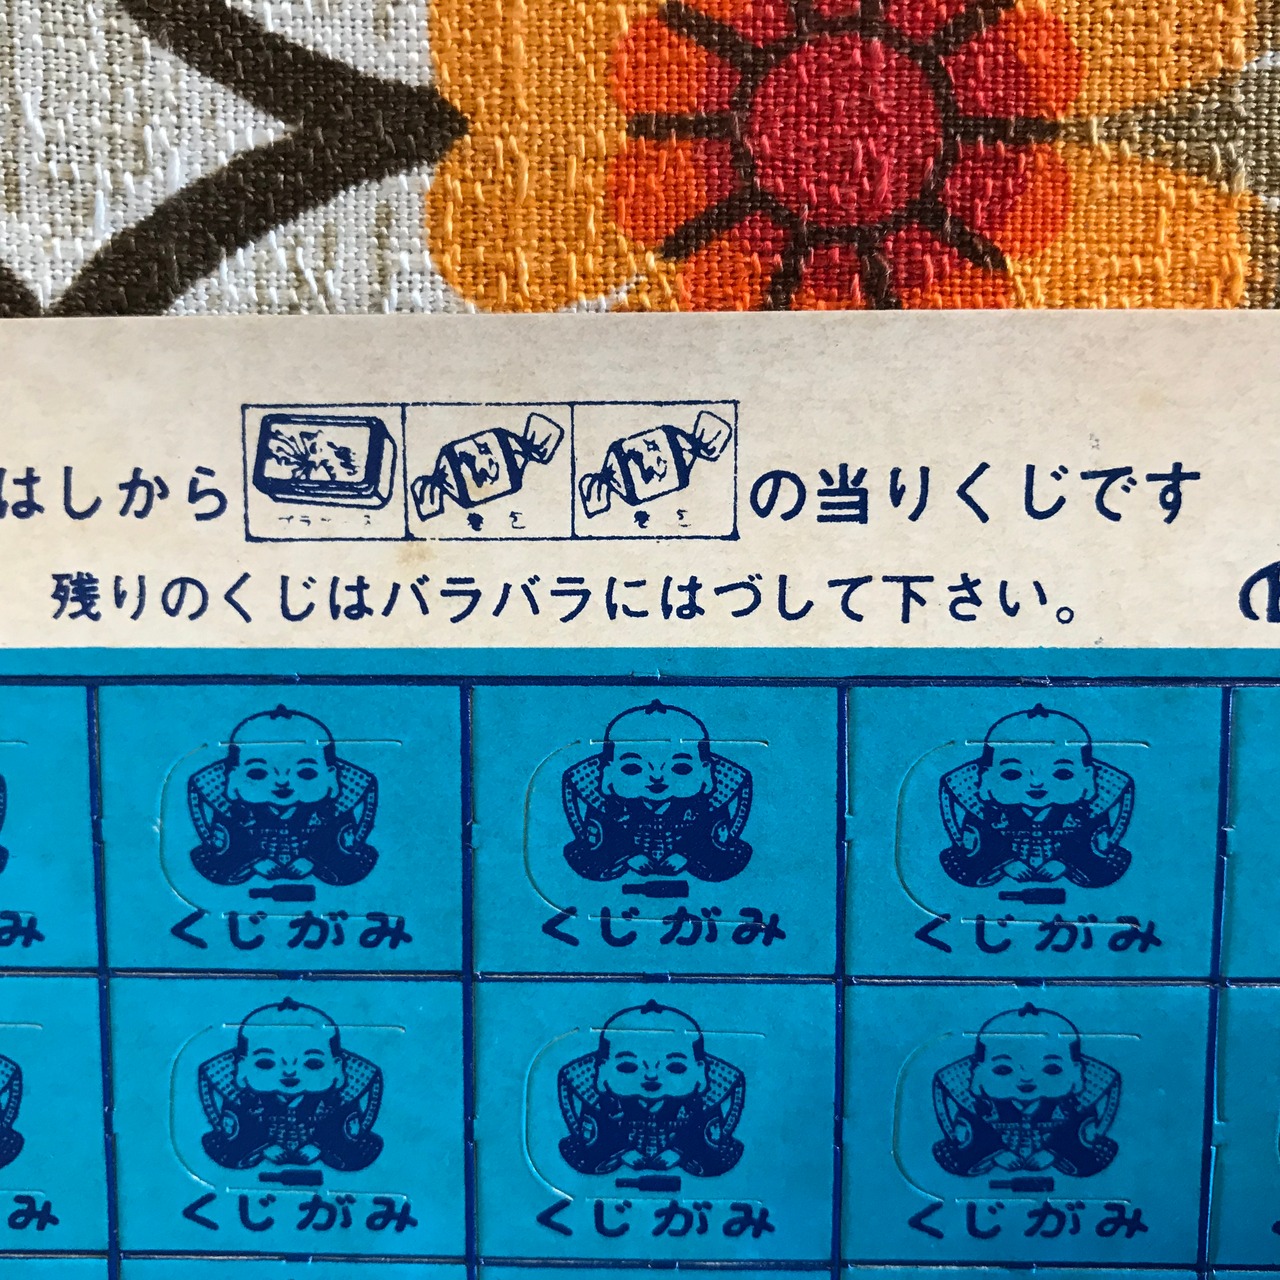 はしから
の当りくじです
残りのくじはバラバラにはづして下さい。
み くじがみ くじがみ くじがみ
み くじがみ くじがみ くじがみ